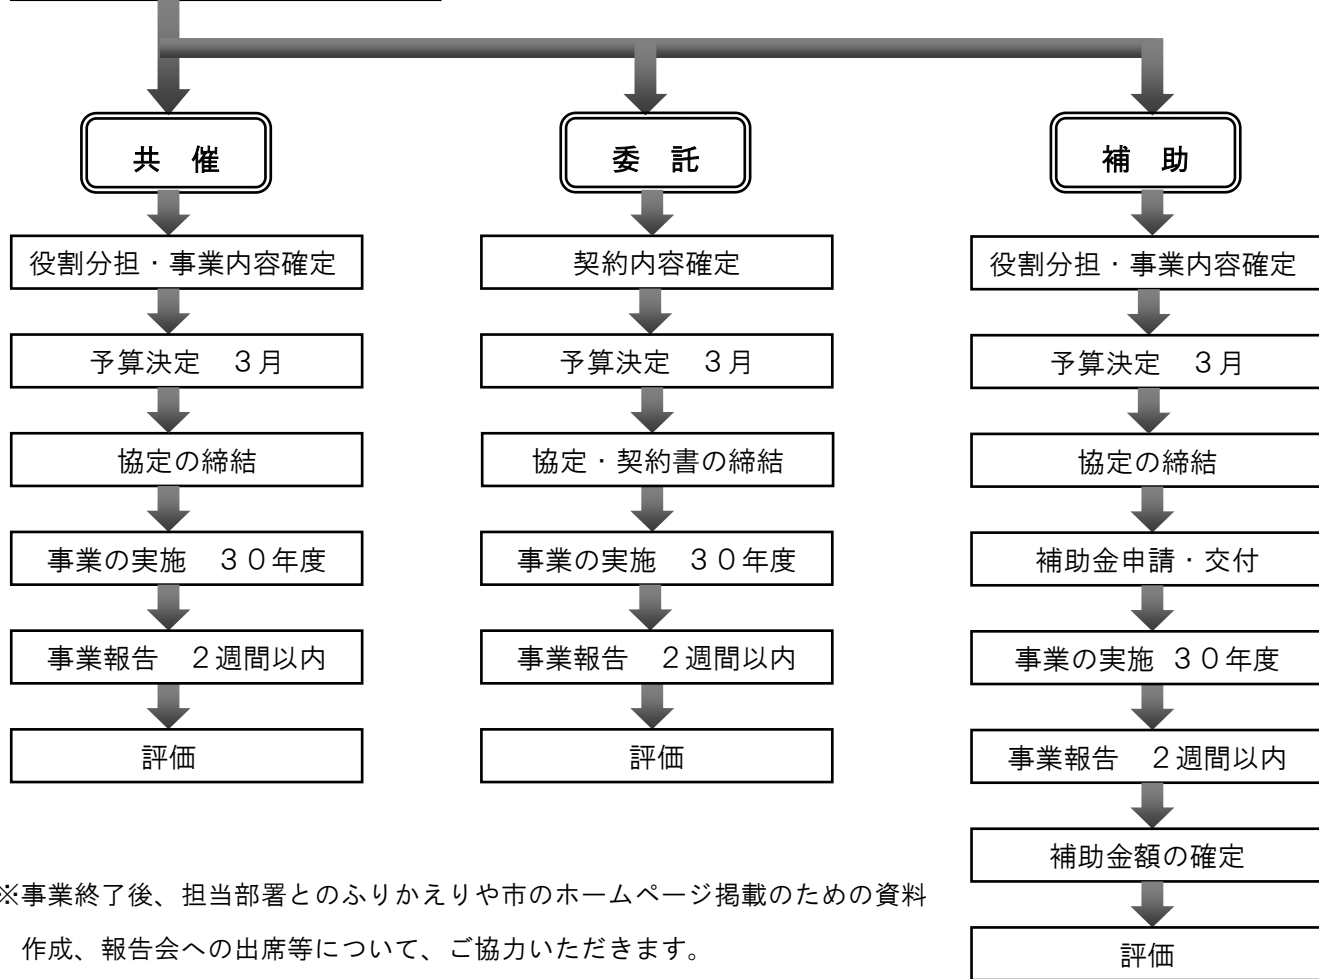 共　催
役割分担・事業内容確定
予算決定　３月
協定の締結
事業の実施　３０年度
事業報告　２週間以内
評価
委　託
契約内容確定
予算決定　３月
協定・契約書の締結
事業の実施　３０年度
事業報告　２週間以内
評価
補　助
役割分担・事業内容確定
予算決定　３月
協定の締結
補助金申請・交付
事業の実施 ３０年度
事業報告　２週間以内
補助金額の確定
評価
※事業終了後、担当部署とのふりかえりや市のホームページ掲載のための資料
作成、報告会への出席等について、ご協力いただきます。